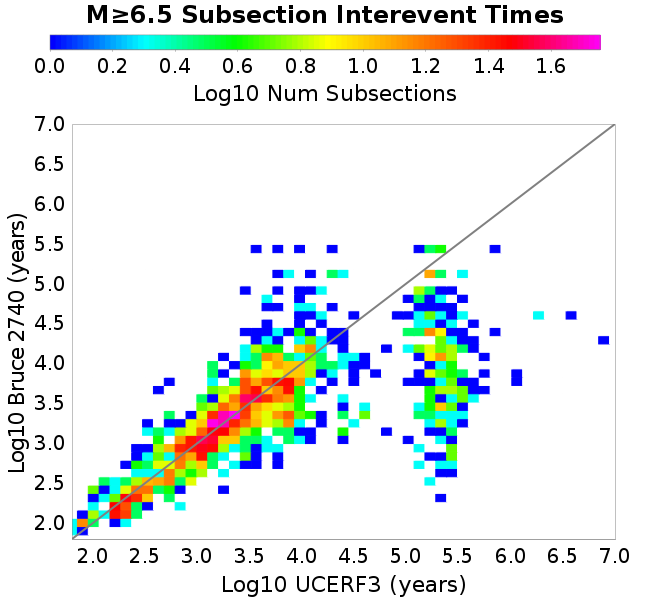 M≥6.5 Subsection Interevent Times
0.0 0.2 0.4 0.6 0.8 1.0 1.2 1.4 1.6
Log10 Num Subsections
7.0
6.5
6.0
5.5
5.0
4.5
4.0
3.5
3.0
2.5
2.0
Log10 Bruce 2740 (years)
2.0 2.5 3.0 3.5 4.0 4.5 5.0 5.5 6.0 6.5 7.0
Log10 UCERF3 (years)